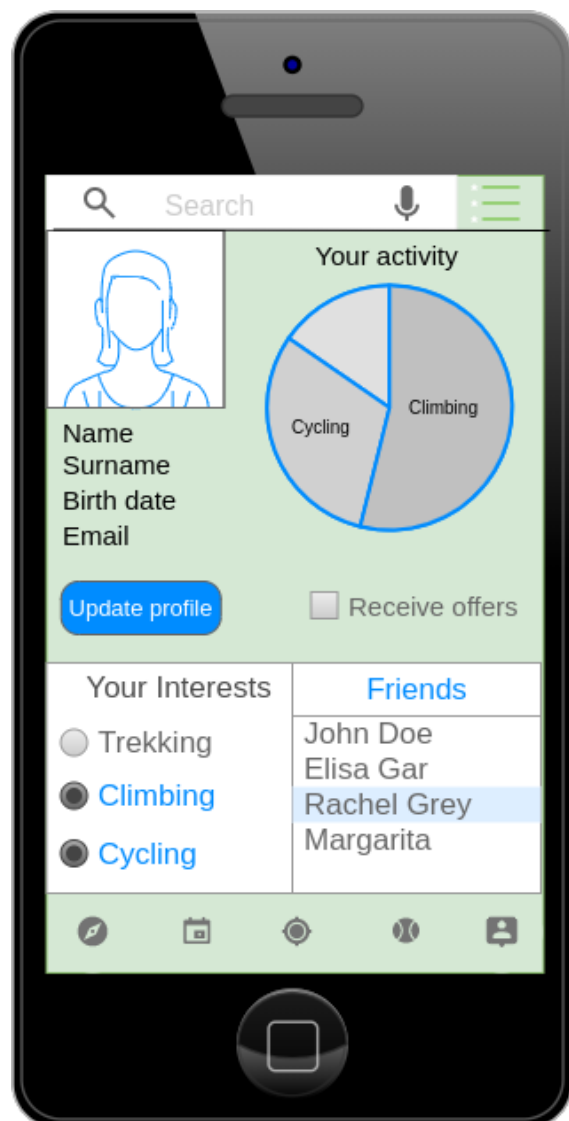 Search
Your activity
Climbing
Cycling
Name
Surname
Birth date
Email
Update profile
Receive offers
Your Interests
Trekking
Climbing
Cycling
Friends
John Doe
Elisa Gar
Rachel Grey
Margarita